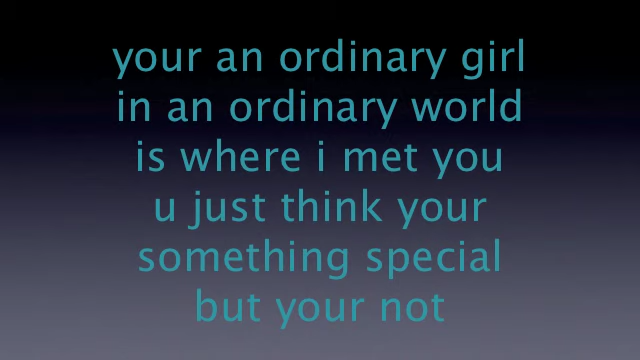 your an ordinary girl
in an ordinary world
is where i met you
u just think your
something special
but your not